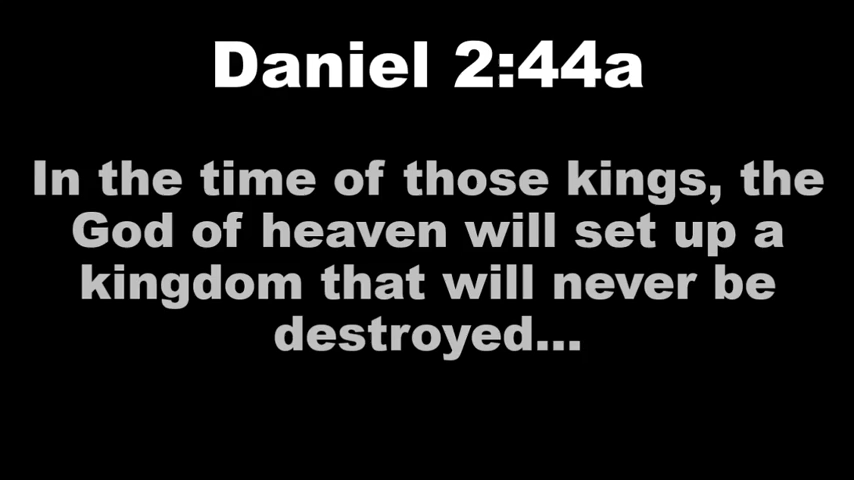 Daniel 2:44a
In the time of those kings, the
God of heaven will set up a
kingdom that will never be
destroyed...